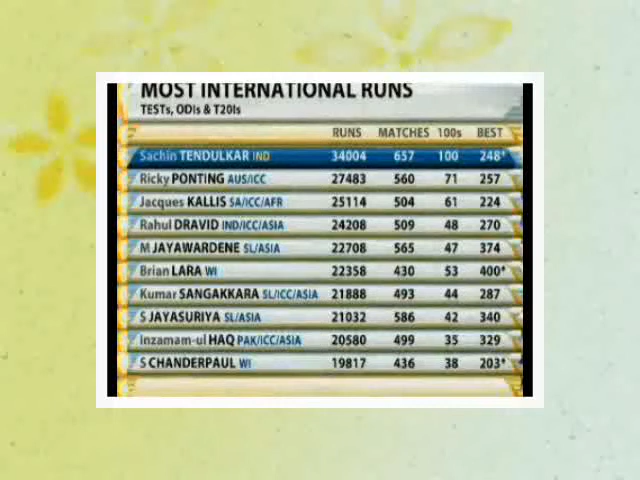 MOST INTERNATIONAL RUNS
TESTs, ODIs & T20Is
RUNS MATCHES 100s BEST
Sachin TENDULKAR IND 34004 657 100 248*
Ricky PONTING AUS/ICC 27483 560 71 257
Jacques KALLIS SA/ICC/AFR 25114 504 61 224
Rahul DRAVID IND/ICC/ASIA 24208 509 48 270
M JAYAWARDENE SL/ASIA 22708 565 47 374
Brian LARA WI 22358 430 53 400*
Kumar SANGAKKARA SL/ICC/ASIA 21888 493 44 287
S JAYASURIYA SL/ASIA 21032 586 42 340
Inzamam-ul HAQ PAK/ICC/ASIA 20580 499 35 329
S CHANDERPAUL WI 19817 436 38 203*